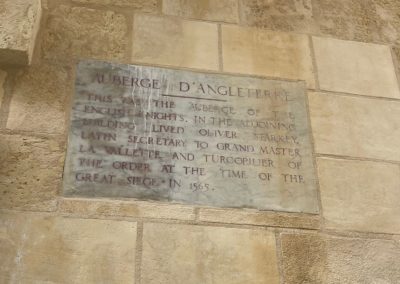 AUBERGE D'ANGLETERRE
THIS WAS THE AUBERGE OF THE
ENGLISH KNIGHTS. IN THE ADJOINING
BUILDING LIVED OLIVER STARKEY,
LATIN SECRETARY TO GRAND MASTER
LA VALLETTE AND TURCOPILIER OF
THE ORDER AT THE TIME OF THE
GREAT SIEGE · IN 1565.